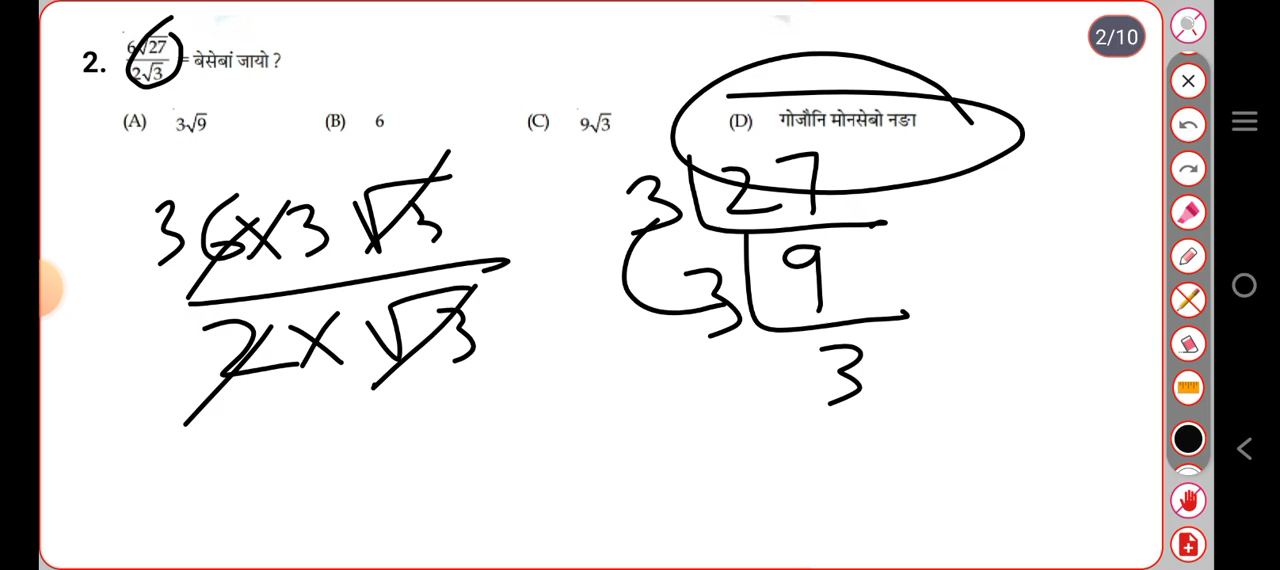 2/10
2. 6√27 / 2√3 = बेसेबां जायो ?
(A) 3√9 (B) 6 (C) 9√3 (D) गोजौनि मोनसेबो नङा
3 6×3 √3
2 × √3
3 27
3 9
3